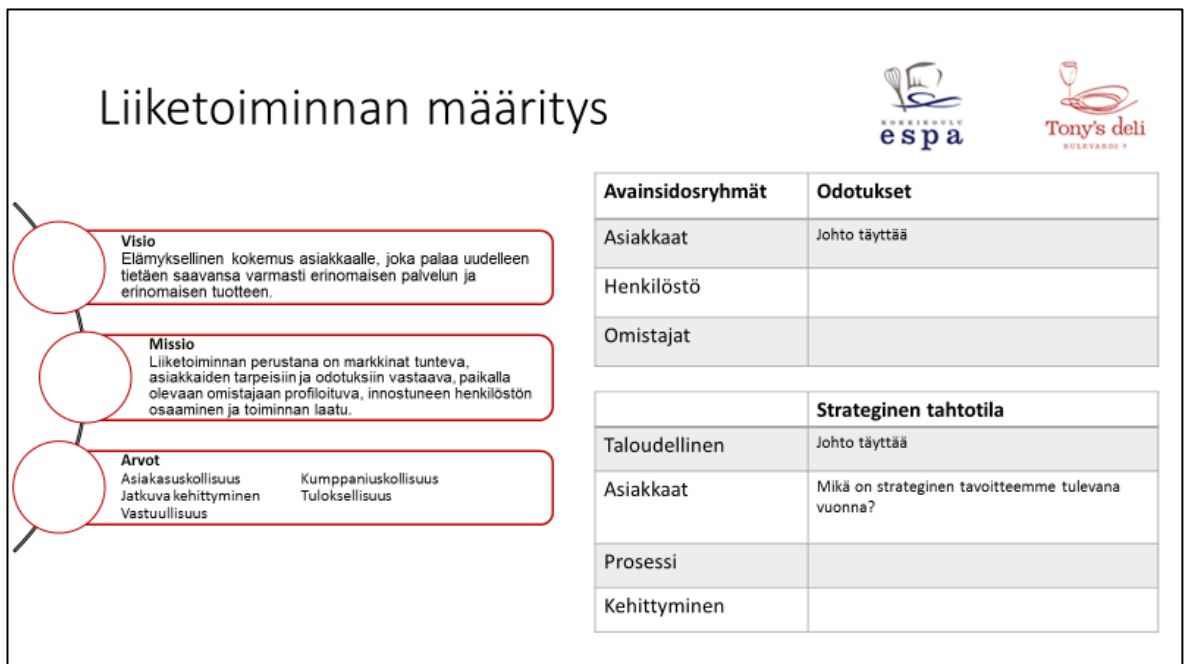 Liiketoiminnan määritys
KOKKIKOULU
espa
Tony's deli
BULEVARDI 7
Visio
Elämyksellinen kokemus asiakkaalle, joka palaa uudelleen
tietäen saavansa varmasti erinomaisen palvelun ja
erinomaisen tuotteen.
Missio
Liiketoiminnan perustana on markkinat tunteva,
asiakkaiden tarpeisiin ja odotuksiin vastaava, paikalla
olevaan omistajaan profiloituva, innostuneen henkilöstön
osaaminen ja toiminnan laatu.
Arvot
Asiakasuskollisuus Kumppaniuskollisuus
Jatkuva kehittyminen Tuloksellisuus
Vastuullisuus
Avainsidosryhmät Odotukset
Asiakkaat Johto täyttää
Henkilöstö
Omistajat
Strateginen tahtotila
Taloudellinen Johto täyttää
Asiakkaat Mikä on strateginen tavoitteemme tulevana
vuonna?
Prosessi
Kehittyminen